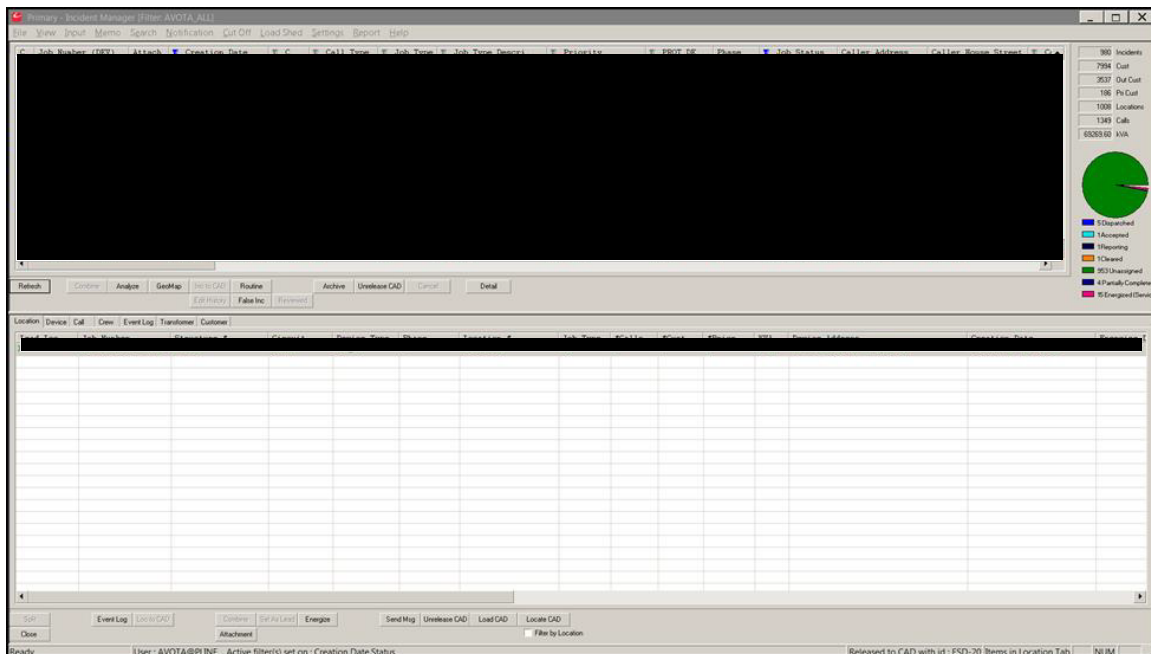 Primary - Incident Manager [Filter: AVOTA_ALL]
File View Input Memo Search Notification Cut Off Load Shed Settings Report Help
C Job Number (DEV) Attach Creation Date C Call Type Job Type Job Type Descri Priority PROT DE Phase Job Status Caller Address Caller House Street
980 Incidents
7994 Cust
3537 Out Cust
186 Pri Cust
1008 Locations
1349 Calls
69269.60 kVA
5 Dispatched
1 Accepted
1 Reporting
1 Cleared
953 Unassigned
4 Partially Complete
15 Energized (Servic
Refresh Combine Analyze GeoMap Routine Archive Unrelease CAD Cancel Detail
Edit History False Inc Reviewed
Location Device Call Crew Event Log Transformer Customer
Lead Loc Job Number Structure # Circuit Device Type Phase Location # Job Type #Calls #Cust Device Address Creation Date
Split Event Log Loc to CAD Combine Set As Lead Energize Send Msg Unrelease CAD Load CAD Locate CAD
Close Attachment Filter by Location
Ready User : AVOTA@PLINE Active filter(s) set on : Creation Date Status Released to CAD with id : ESD-20 Items in Location Tab NUM